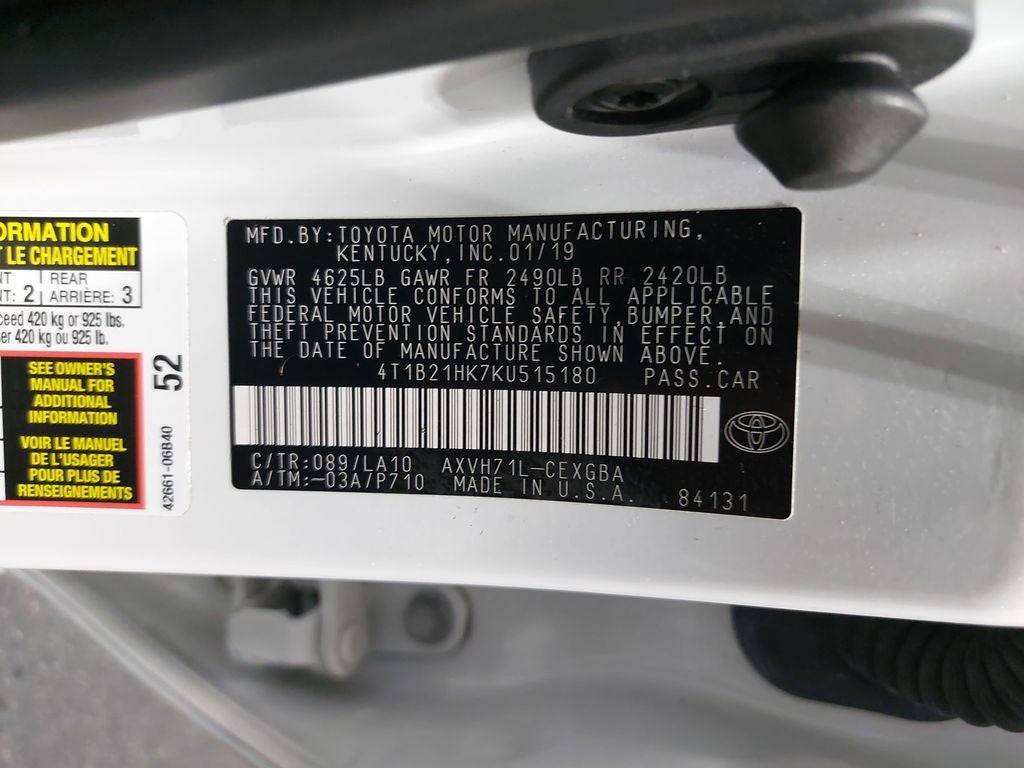 ORMATION
T LE CHARGEMENT
NT REAR
NT: 2 ARRIÈRE: 3
ceed 420 kg or 925 lbs.
ser 420 kg ou 925 lb.
SEE OWNER'S
MANUAL FOR
ADDITIONAL
INFORMATION
VOIR LE MANUEL
DE L'USAGER
POUR PLUS DE
RENSEIGNEMENTS
52
42661-06B40
MFD.BY:TOYOTA MOTOR MANUFACTURING,
KENTUCKY,INC.01/19
GVWR 4625LB GAWR FR 2490LB RR 2420LB
THIS VEHICLE CONFORMS TO ALL APPLICABLE
FEDERAL MOTOR VEHICLE SAFETY,BUMPER,AND
THEFT PREVENTION STANDARDS IN EFFECT ON
THE DATE OF MANUFACTURE SHOWN ABOVE.
4T1B21HK7KU515180 PASS.CAR
C/TR:089/LA10 AXVH71L-CEXGBA
A/TM:-03A/P710 MADE IN U.S.A. 84131